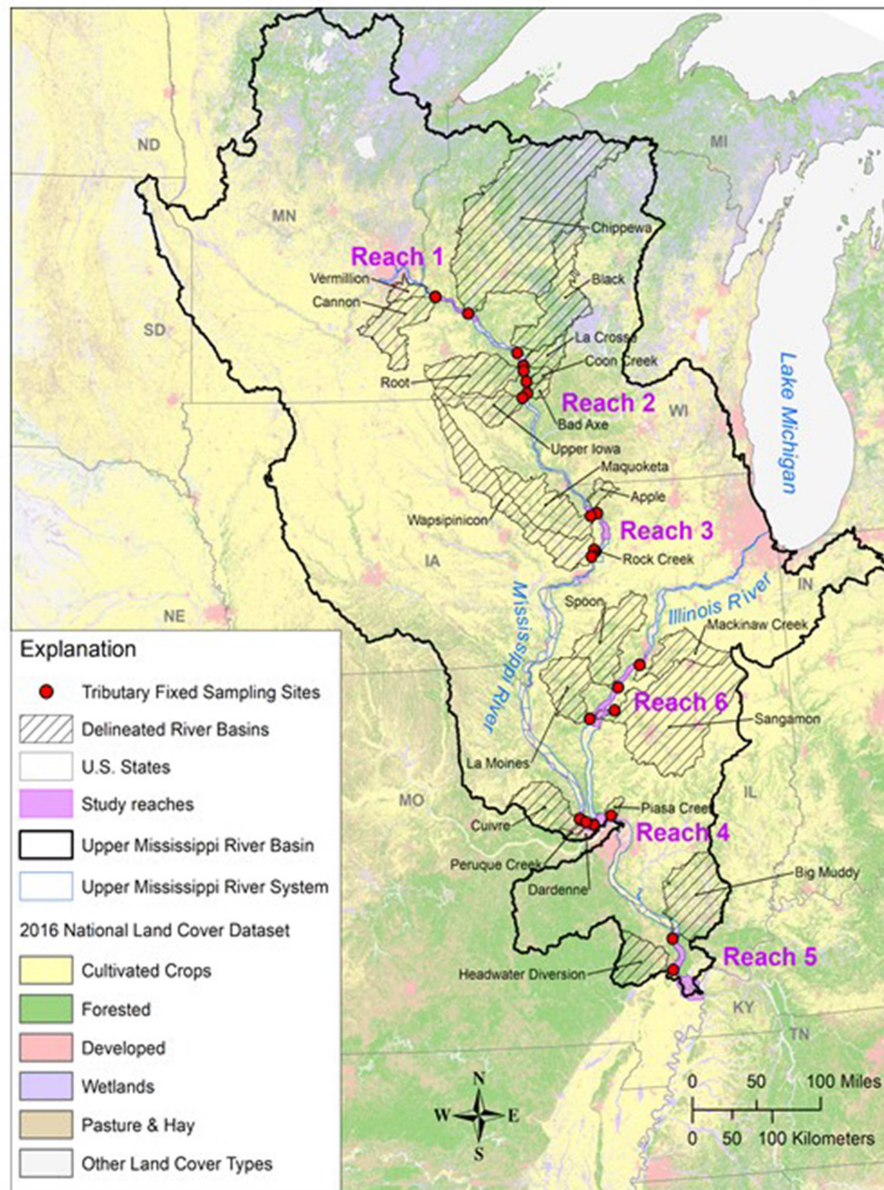 ND
MN
MI
Chippewa
Reach 1
Vermillion
Cannon
Black
SD
La Crosse
Coon Creek
Root
Reach 2
WI
Bad Axe
Upper Iowa
Lake Michigan
Maquoketa
Apple
Wapsipinicon
Reach 3
IA
Rock Creek
IN
NE
Mississippi River
Spoon
Illinois River
Mackinaw Creek
Reach 6
Sangamon
La Moines
MO
IL
Cuivre
Piasa Creek
Reach 4
Peruque Creek
Dardenne
Big Muddy
Headwater Diversion
Reach 5
KY
TN
Explanation
Tributary Fixed Sampling Sites
Delineated River Basins
U.S. States
Study reaches
Upper Mississippi River Basin
Upper Mississippi River System
2016 National Land Cover Dataset
Cultivated Crops
Forested
Developed
Wetlands
Pasture & Hay
Other Land Cover Types
N
W E
S
0 50 100 Miles
0 50 100 Kilometers